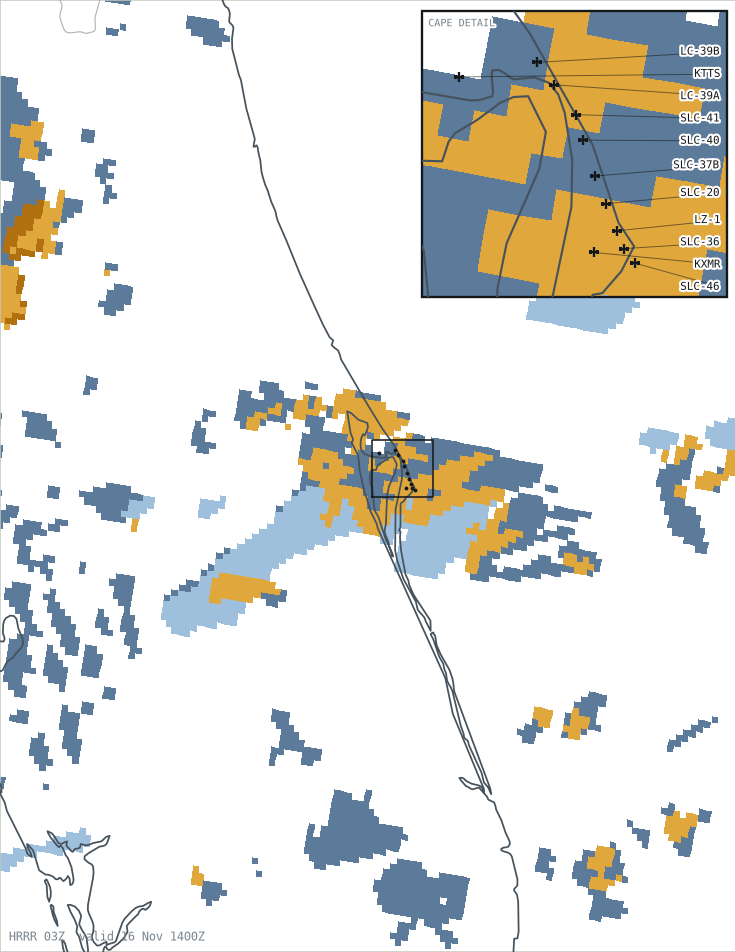 CAPE DETAIL
LC-39B
KTTS
LC-39A
SLC-41
SLC-40
SLC-37B
SLC-20
LZ-1
SLC-36
KXMR
SLC-46
HRRR 03Z valid 16 Nov 1400Z